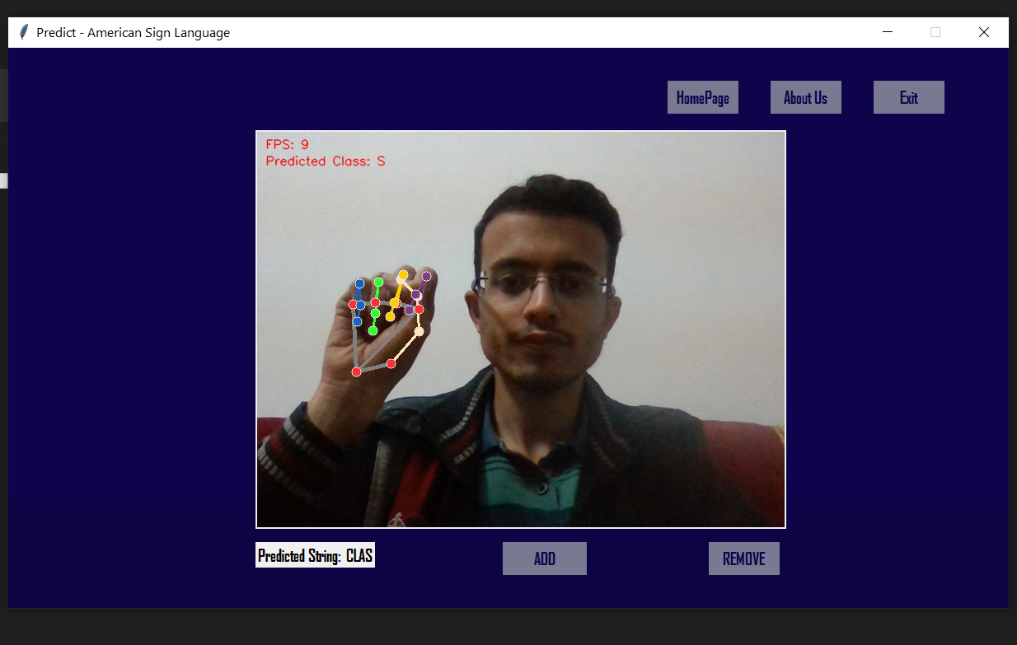 Predict - American Sign Language
HomePage About Us Exit
FPS: 9
Predicted Class: S
Predicted String: CLAS ADD REMOVE